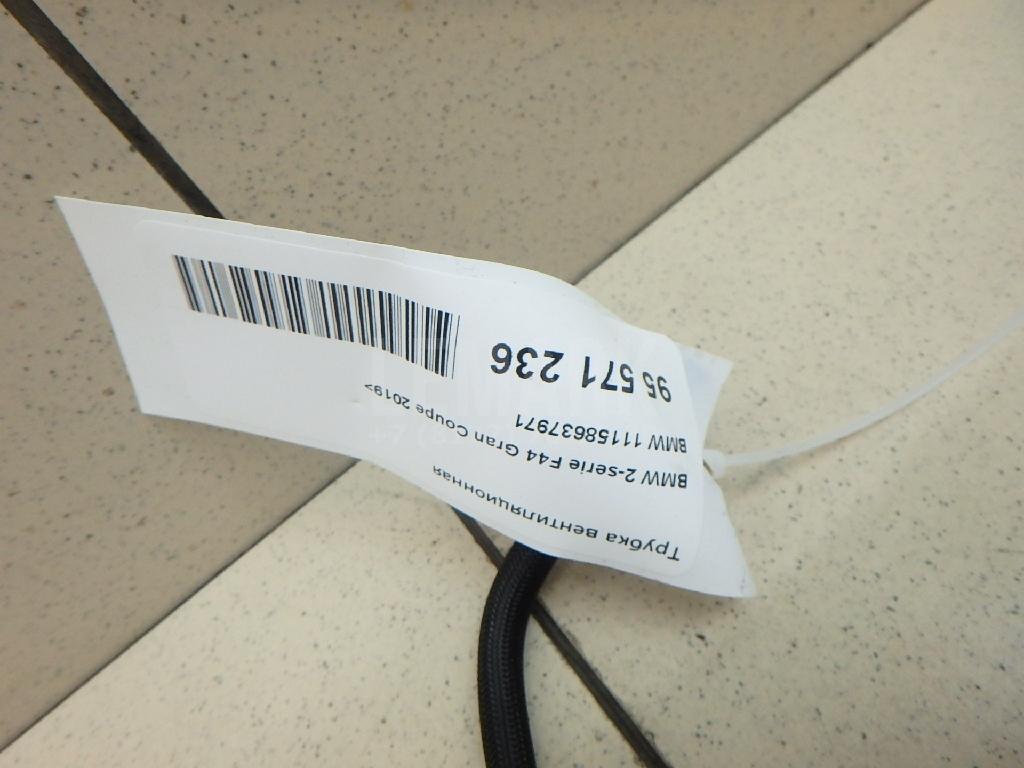 Трубка вентиляционная
BMW 2-serie F44 Gran Coupe 2019>
BMW 11158637971
95 571 236